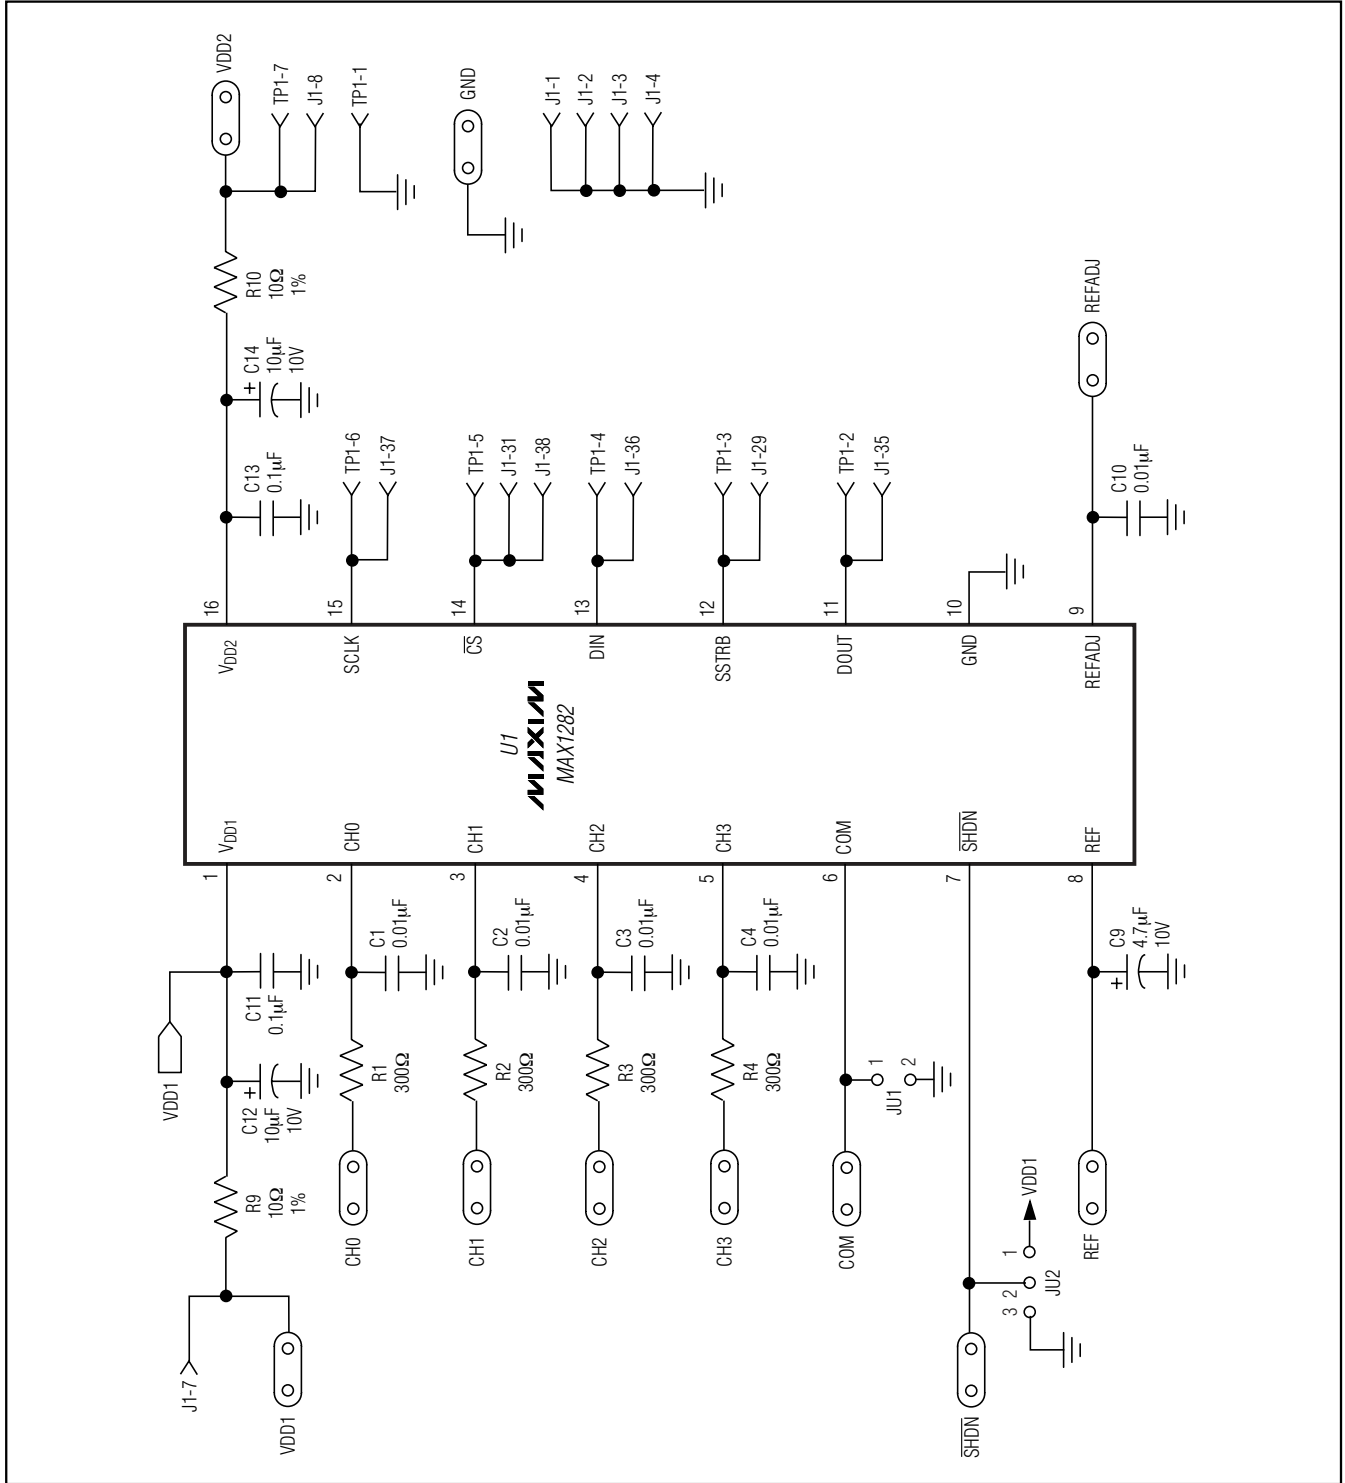 VDD2
TP1-7
J1-8
TP1-1
GND
J1-1
J1-2
J1-3
J1-4
R10
10Ω
1%
C14
10µF
10V
+
C13
0.1µF
TP1-6
J1-37
TP1-5
J1-31
J1-38
TP1-4
J1-36
TP1-3
J1-29
TP1-2
J1-35
REFADJ
C10
0.01µF
16
15
14
13
12
11
10
9
VDD2
SCLK
CS
DIN
SSTRB
DOUT
GND
REFADJ
U1
MAXIM
MAX1282
VDD1
CH0
CH1
CH2
CH3
COM
SHDN
REF
1
2
3
4
5
6
7
8
C11
0.1µF
C1
0.01µF
C2
0.01µF
C3
0.01µF
C4
0.01µF
C9
4.7µF
10V
+
VDD1
C12
10µF
10V
+
R1
300Ω
R2
300Ω
R3
300Ω
R4
300Ω
JU1
1
2
R9
10Ω
1%
CH0
CH1
CH2
CH3
COM
VDD1
1
2
3
JU2
REF
J1-7
VDD1
SHDN